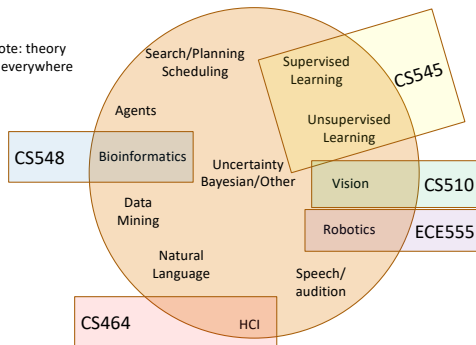 ote: theory
everywhere
Search/Planning
Scheduling
Supervised
Learning
CS545
Unsupervised
Learning
Agents
CS548
Bioinformatics
Uncertainty
Bayesian/Other
Vision
CS510
Data
Mining
Robotics
ECE555
Natural
Language
Speech/
audition
CS464
HCI